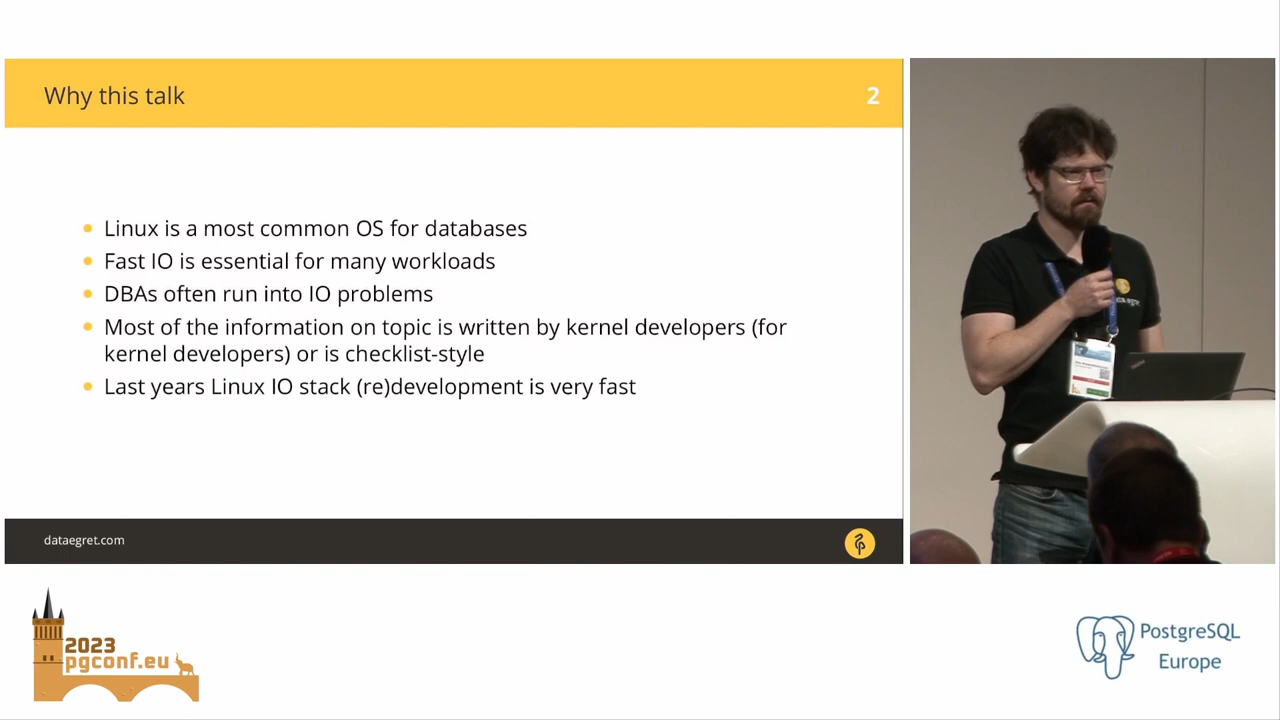 Why this talk
2
Linux is a most common OS for databases
Fast IO is essential for many workloads
DBAs often run into IO problems
Most of the information on topic is written by kernel developers (for
kernel developers) or is checklist-style
Last years Linux IO stack (re)development is very fast
dataegret.com
2023
pgconf.eu
PostgreSQL
Europe